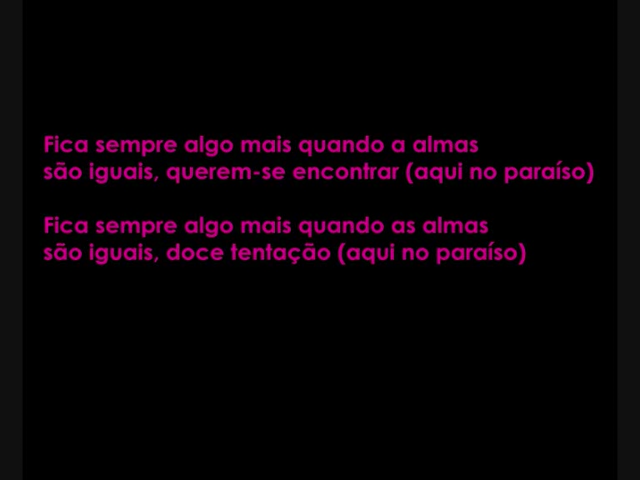 Fica sempre algo mais quando a almas
são iguais, querem-se encontrar (aqui no paraíso)
Fica sempre algo mais quando as almas
são iguais, doce tentação (aqui no paraíso)